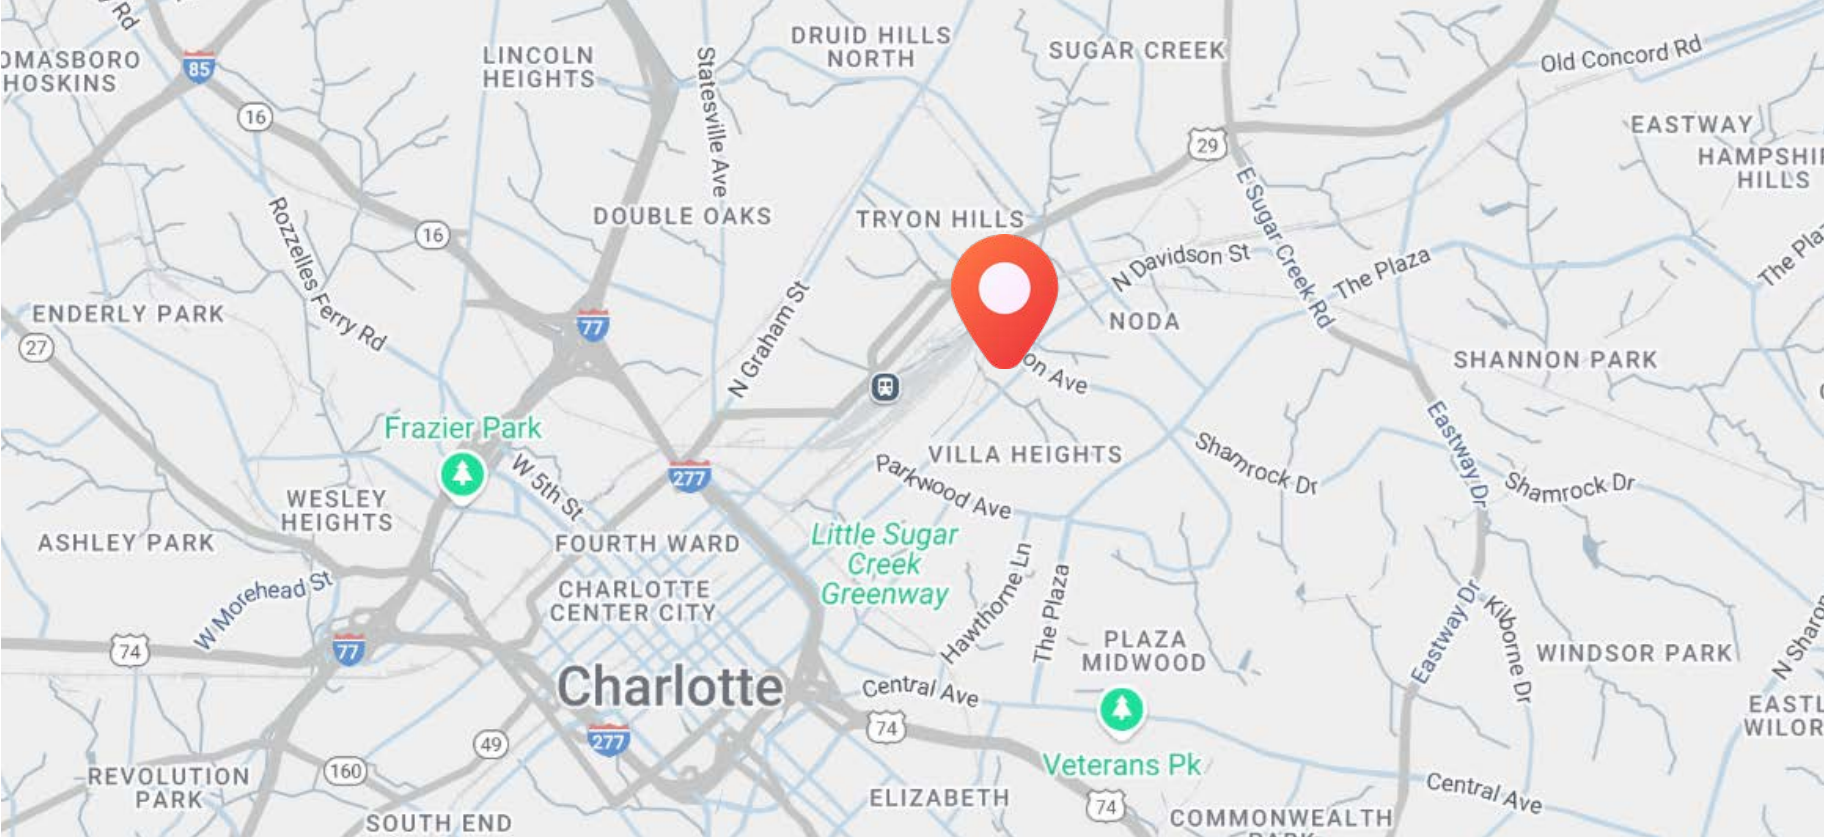 y Rd
OMASBORO
HOSKINS
85
16
LINCOLN
HEIGHTS
Statesville Ave
DRUID HILLS
NORTH
SUGAR CREEK
Old Concord Rd
29
EASTWAY
HAMPSHI
HILLS
E Sugar Creek Rd
DOUBLE OAKS
TRYON HILLS
16
Rozzelles Ferry Rd
N Davidson St
The Plaza
The Pla
ENDERLY PARK
77
N Graham St
NODA
27
SHANNON PARK
on Ave
Frazier Park
277
VILLA HEIGHTS
Shamrock Dr
Eastway Dr
Shamrock Dr
W 5th St
Parkwood Ave
WESLEY
HEIGHTS
ASHLEY PARK
FOURTH WARD
Little Sugar
Creek
Greenway
CHARLOTTE
CENTER CITY
W Morehead St
Hawthorne Ln
The Plaza
Eastway Dr
Kilborne Dr
74
77
PLAZA
MIDWOOD
WINDSOR PARK
N Sharon
Charlotte
Central Ave
74
EASTL
WILOR
49
277
160
Veterans Pk
REVOLUTION
PARK
ELIZABETH
74
Central Ave
SOUTH END
COMMONWEALTH
PARK